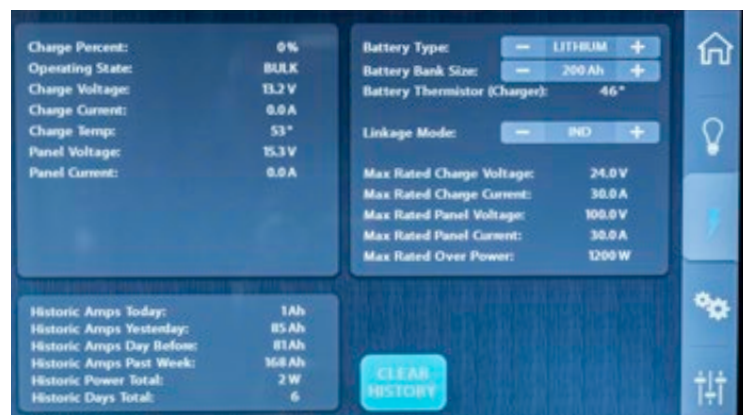 Charge Percent: 0%
Operating State: BULK
Charge Voltage: 13.2 V
Charge Current: 0.0 A
Charge Temp: 53°
Panel Voltage: 15.3 V
Panel Current: 0.0 A
Battery Type: − LITHIUM +
Battery Bank Size: − 200 Ah +
Battery Thermistor (Charger): 46°
Linkage Mode: − IND +
Max Rated Charge Voltage: 24.0 V
Max Rated Charge Current: 30.0 A
Max Rated Panel Voltage: 100.0 V
Max Rated Panel Current: 30.0 A
Max Rated Over Power: 1200 W
Historic Amps Today: 1 Ah
Historic Amps Yesterday: 85 Ah
Historic Amps Day Before: 81 Ah
Historic Amps Past Week: 168 Ah
Historic Power Total: 2 W
Historic Days Total: 6
CLEAR
HISTORY